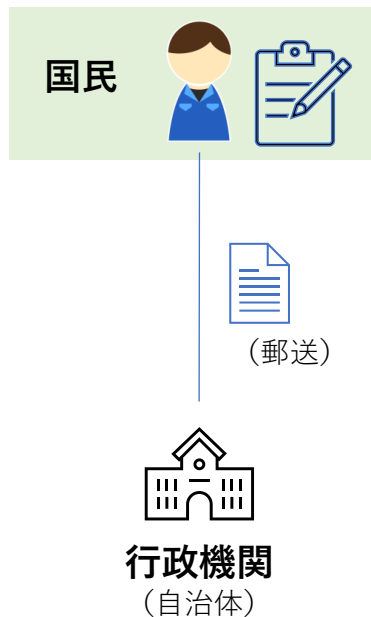 国民
（郵送）
行政機関
（自治体）